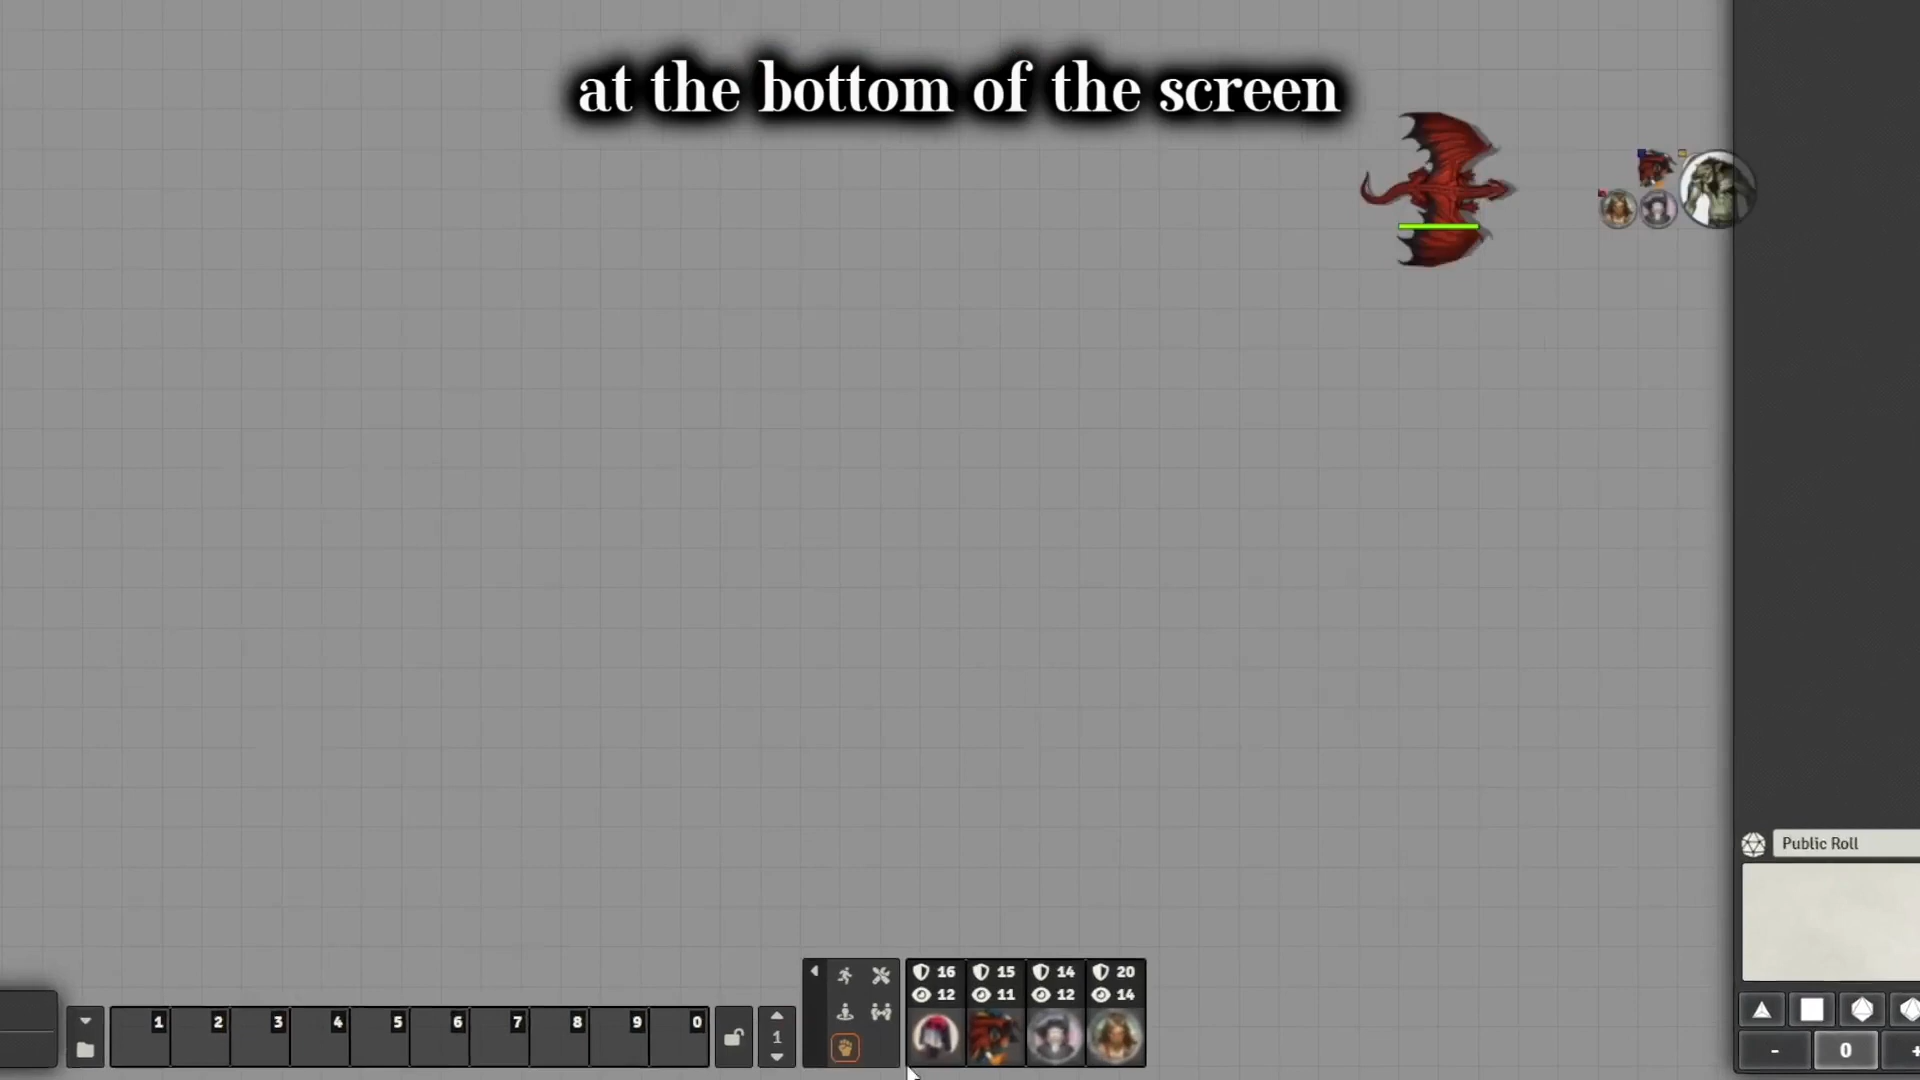 at the bottom of the screen
Public Roll
16 15 14 20
12 11 12 14
1 2 3 4 5 6 7 8 9 0
1
- 0 +